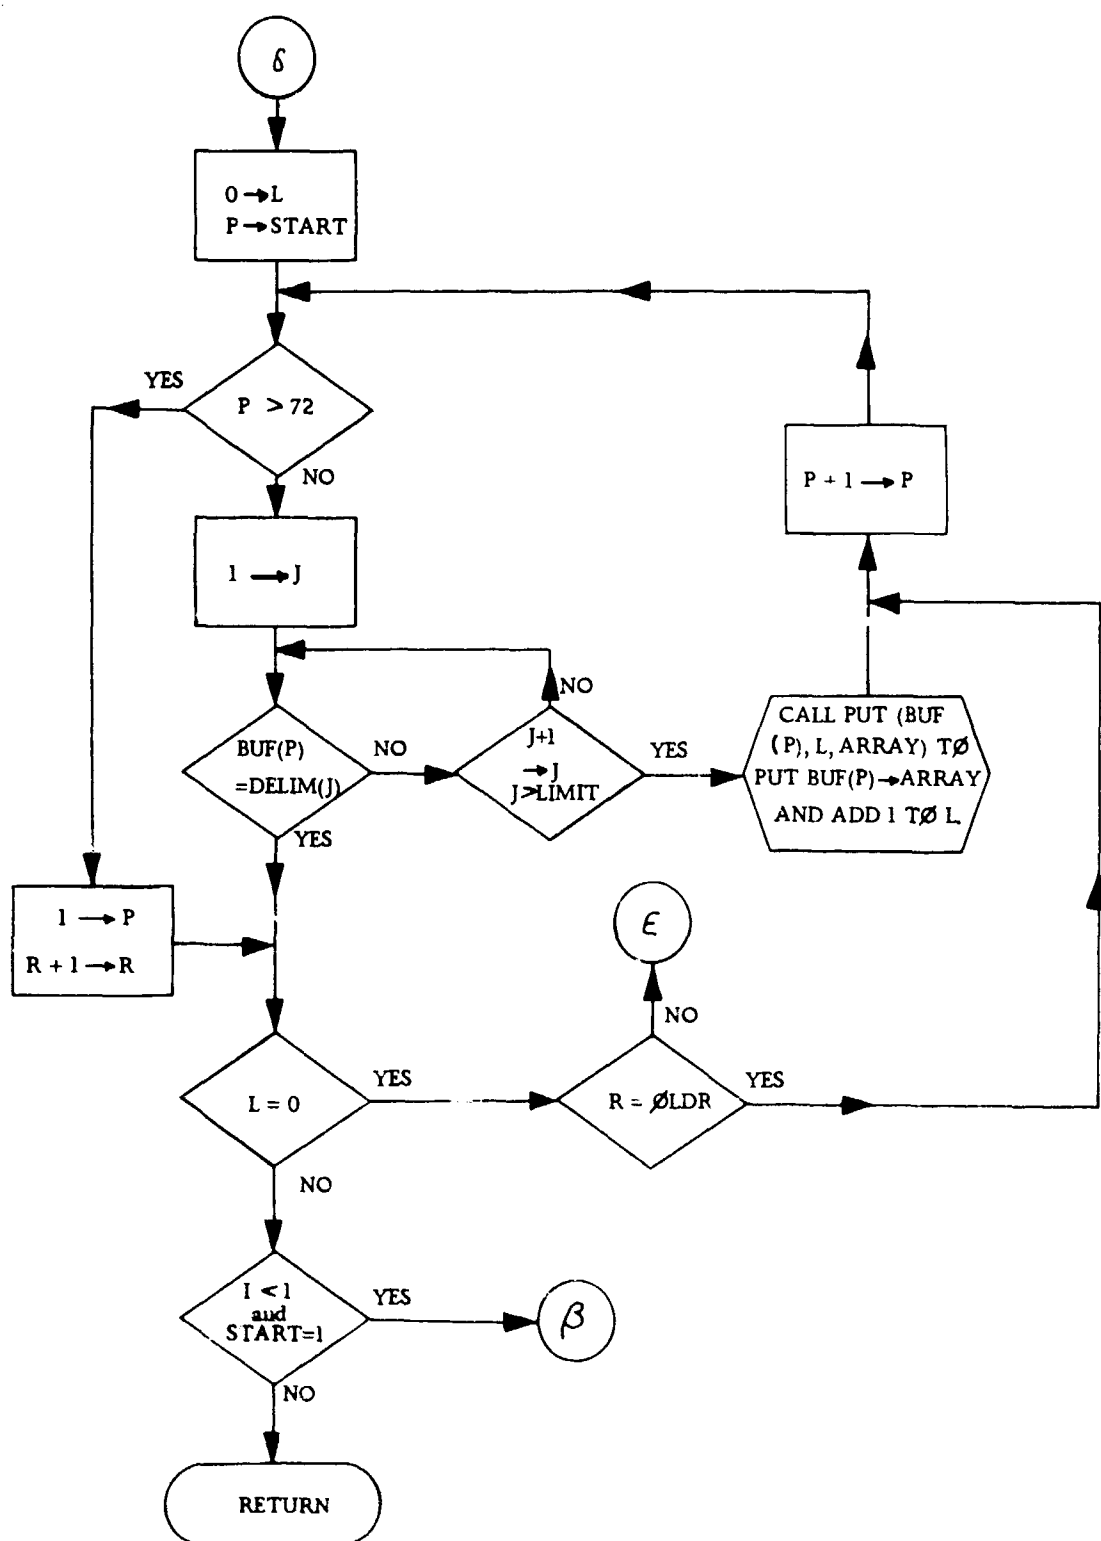 δ
0→L
P→START
YES
P > 72
NO
P + 1 → P
1 → J
NO
BUF(P)
=DELIM(J)
NO
J+1
→J
J>LIMIT
YES
CALL PUT (BUF
(P), L, ARRAY) TØ
PUT BUF(P)→ARRAY
AND ADD 1 TØ L.
YES
1 → P
R + 1→R
ε
NO
L = 0
YES
R = ØLDR
YES
NO
I < 1
and
START=1
YES
β
NO
RETURN